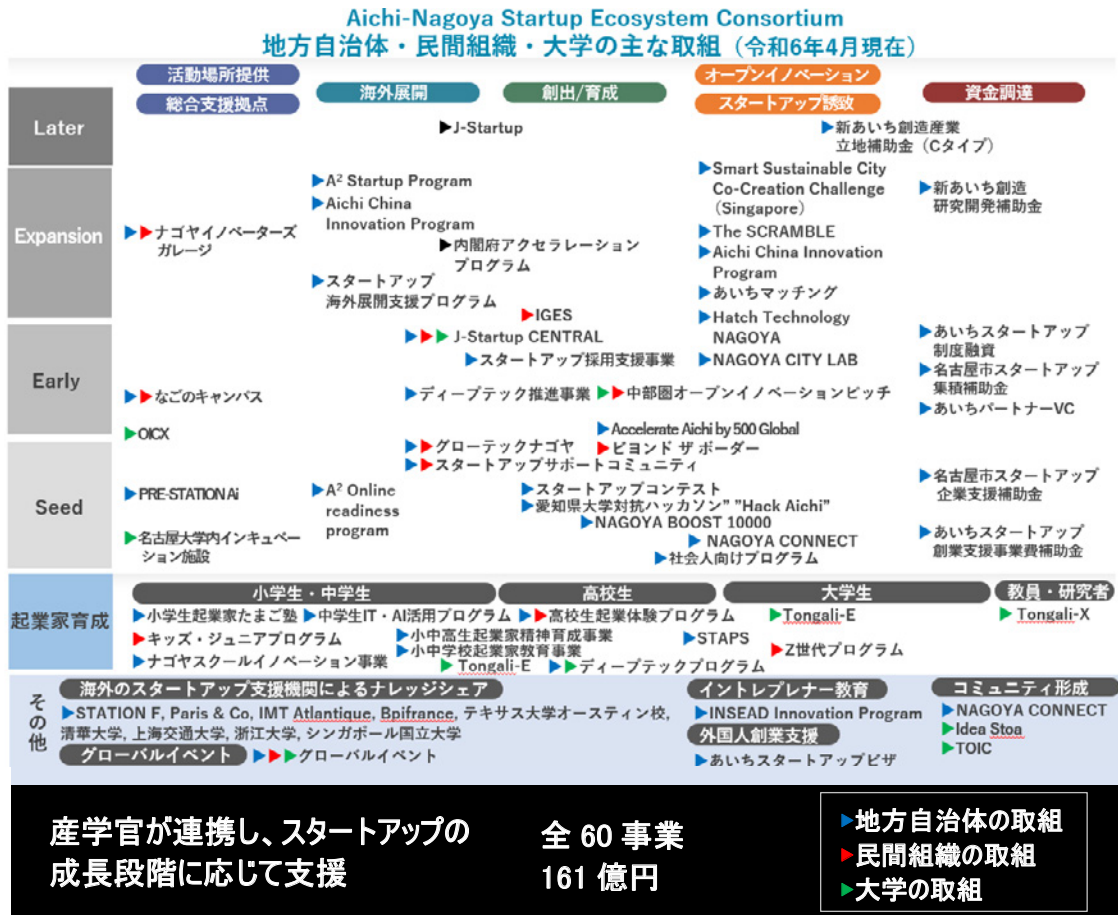 Aichi-Nagoya Startup Ecosystem Consortium
地方自治体・民間組織・大学の主な取組（令和6年4月現在）
活動場所提供
総合支援拠点
海外展開
創出/育成
オープンイノベーション
スタートアップ誘致
資金調達
Later
▶J-Startup
▶新あいち創造産業
立地補助金（Cタイプ）
Expansion
▶▶ナゴヤイノベーターズ
ガレージ
▶A² Startup Program
▶Aichi China
Innovation Program
▶内閣府アクセラレーション
プログラム
▶スタートアップ
海外展開支援プログラム
▶IGES
▶Smart Sustainable City
Co-Creation Challenge
（Singapore）
▶The SCRAMBLE
▶Aichi China Innovation
Program
▶あいちマッチング
▶Hatch Technology
NAGOYA
▶新あいち創造
研究開発補助金
Early
▶▶▶J-Startup CENTRAL
▶スタートアップ採用支援事業
▶NAGOYA CITY LAB
▶▶なごのキャンパス
▶ディープテック推進事業
▶▶中部圏オープンイノベーションピッチ
▶あいちスタートアップ
制度融資
▶名古屋市スタートアップ
集積補助金
▶あいちパートナーVC
▶OICX
▶Accelerate Aichi by 500 Global
▶▶グローテックナゴヤ
▶ビヨンド ザ ボーダー
▶▶スタートアップサポートコミュニティ
Seed
▶PRE-STATION Ai
▶名古屋大学内インキュベー
ション施設
▶A² Online
readiness
program
▶スタートアップコンテスト
▶愛知県大学対抗ハッカソン” ”Hack Aichi”
▶NAGOYA BOOST 10000
▶NAGOYA CONNECT
▶社会人向けプログラム
▶名古屋市スタートアップ
企業支援補助金
▶あいちスタートアップ
創業支援事業費補助金
起業家育成
小学生・中学生
高校生
大学生
教員・研究者
▶小学生起業家たまご塾 ▶中学生IT・AI活用プログラム ▶▶高校生起業体験プログラム
▶Tongali-E
▶Tongali-X
▶キッズ・ジュニアプログラム
▶小中高生起業家精神育成事業
▶STAPS
▶小中学校起業家教育事業
▶Z世代プログラム
▶ナゴヤスクールイノベーション事業
▶Tongali-E
▶▶ディープテックプログラム
その他
海外のスタートアップ支援機関によるナレッジシェア
▶STATION F, Paris & Co, IMT Atlantique, Bpifrance, テキサス大学オースティン校,
清華大学, 上海交通大学, 浙江大学, シンガポール国立大学
グローバルイベント ▶▶▶グローバルイベント
イントレプレナー教育
▶INSEAD Innovation Program
外国人創業支援
▶あいちスタートアップビザ
コミュニティ形成
▶NAGOYA CONNECT
▶Idea Stoa
▶TOIC
産学官が連携し、スタートアップの
成長段階に応じて支援
全 60 事業
161 億円
▶地方自治体の取組
▶民間組織の取組
▶大学の取組